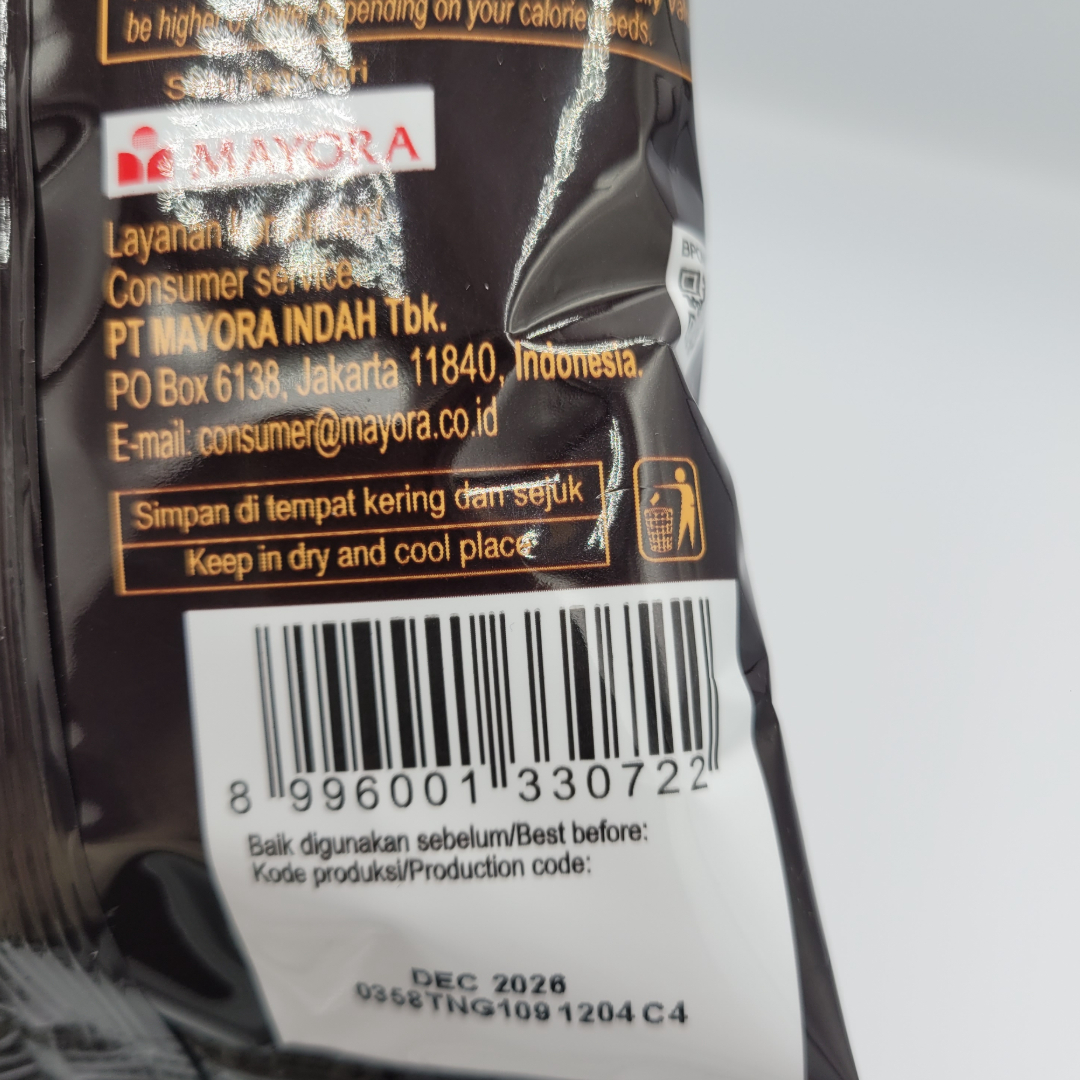 be higher or lower depending on your calorie needs.
MAYORA
Layanan Konsumen/
Consumer service
PT MAYORA INDAH Tbk.
PO Box 6138, Jakarta 11840, Indonesia.
E-mail: consumer@mayora.co.id
Simpan di tempat kering dan sejuk
Keep in dry and cool place
8 996001 330722
Baik digunakan sebelum/Best before:
Kode produksi/Production code:
DEC 2026
0358TNG109 1204 C4